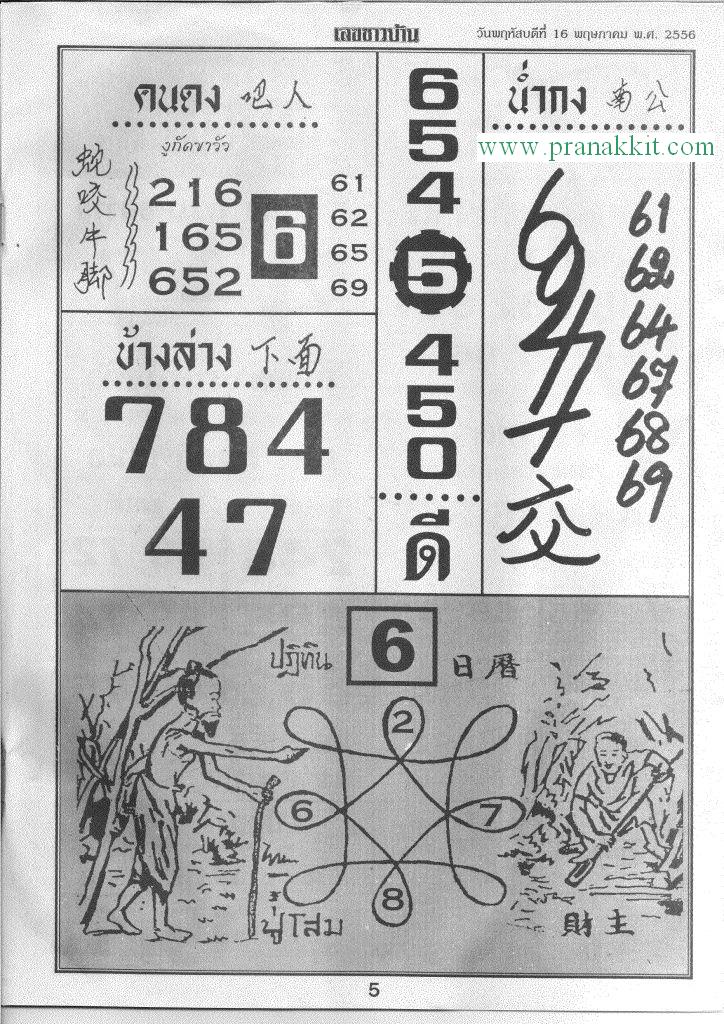 เลขชาวบ้าน
วันพฤหัสบดีที่ 16 พฤษภาคม พ.ศ. 2556
คนดง 吧人
งูกัดขาวัว
蛇咬牛脚
216
165
652
6
61
62
65
69
ข้างล่าง 下面
784
47
6
5
4
5
4
5
0
ดี
น่ำกง 南公
www.pranakkit.com
61
62
64
67
68
69
交
ปฏิทิน 6 日曆
2
6
7
8
ปู่โสม
財主
5